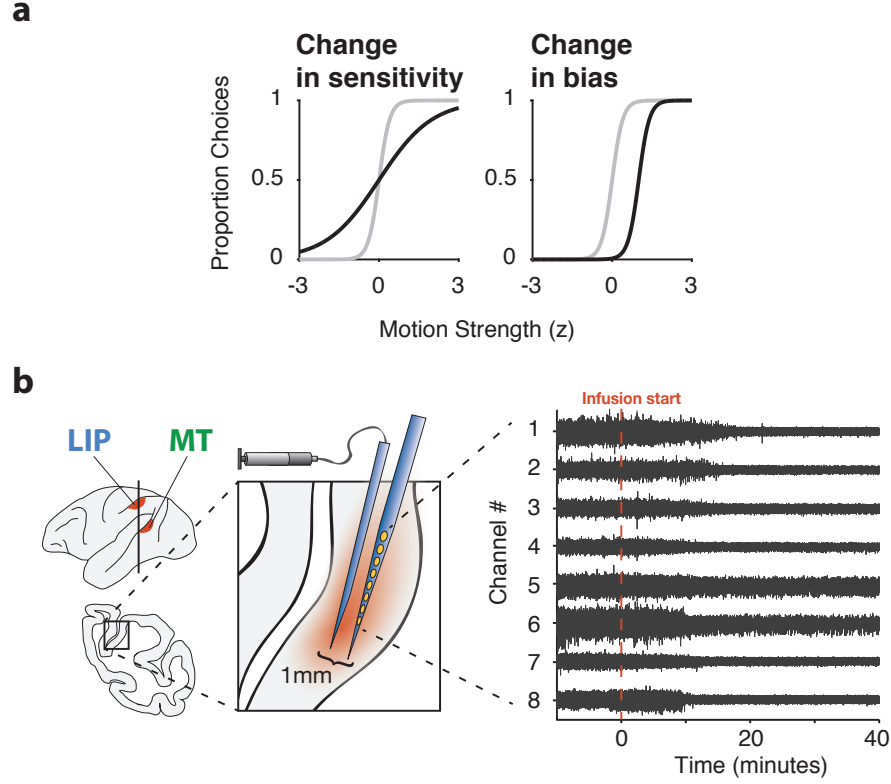 a
Change
in sensitivity
Change
in bias
Proportion Choices
1
0.5
0
-3
0
3
1
0.5
0
-3
0
3
Motion Strength (z)
b
LIP
MT
1mm
Infusion start
Channel #
1
2
3
4
5
6
7
8
0
20
40
Time (minutes)